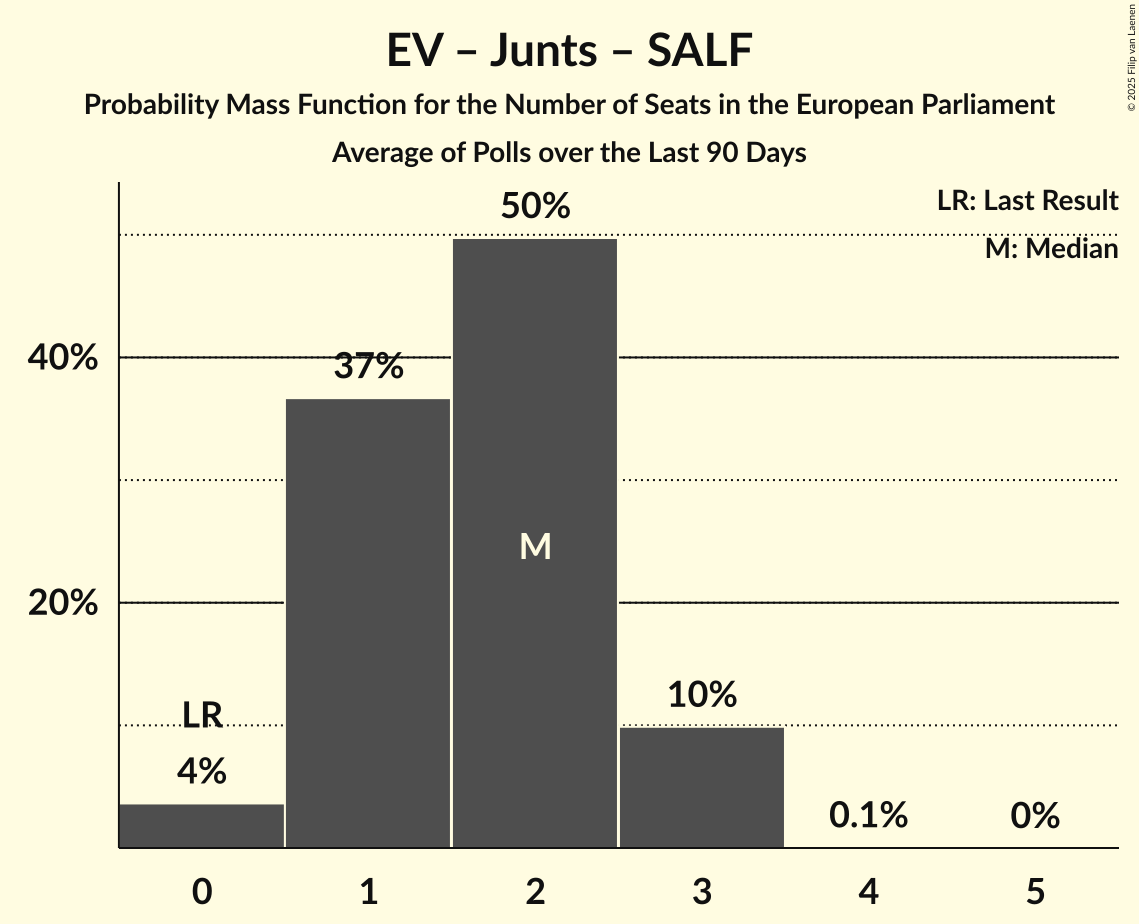 EV – Junts – SALF
Probability Mass Function for the Number of Seats in the European Parliament
Average of Polls over the Last 90 Days
© 2025 Filip van Laenen
LR: Last Result
M: Median
50%
40%
37%
M
20%
10%
LR
4%
0.1%
0%
0 1 2 3 4 5